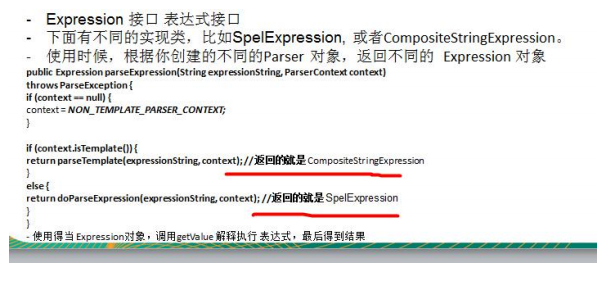 - Expression 接口 表达式接口
- 下面有不同的实现类，比如SpelExpression, 或者CompositeStringExpression。
- 使用时候，根据你创建的不同的Parser 对象，返回不同的 Expression 对象
public Expression parseExpression(String expressionString, ParserContext context)
throws ParseException {
if (context == null) {
context = NON_TEMPLATE_PARSER_CONTEXT;
}
if (context.isTemplate()) {
return parseTemplate(expressionString, context); //返回的就是 CompositeStringExpression
}
else {
return doParseExpression(expressionString, context); //返回的就是 SpelExpression
}
}
- 使用得当 Expression对象，调用getValue 解释执行 表达式，最后得到结果